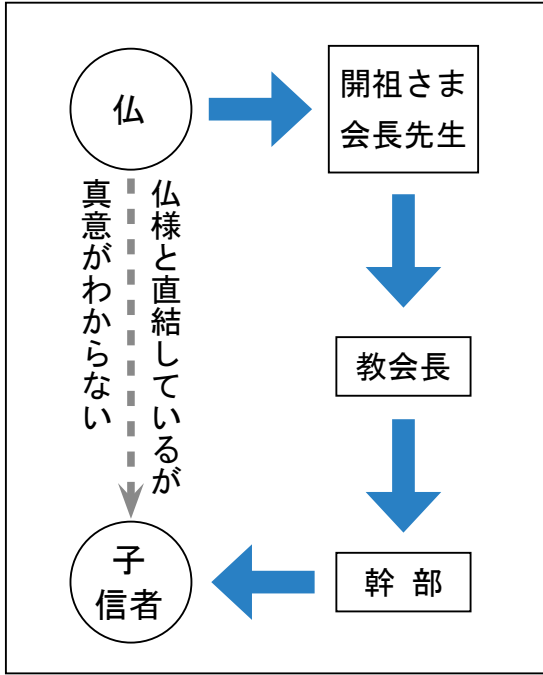 仏
開祖さま
会長先生
仏様と直結しているが
真意がわからない
教会長
幹部
子
信者